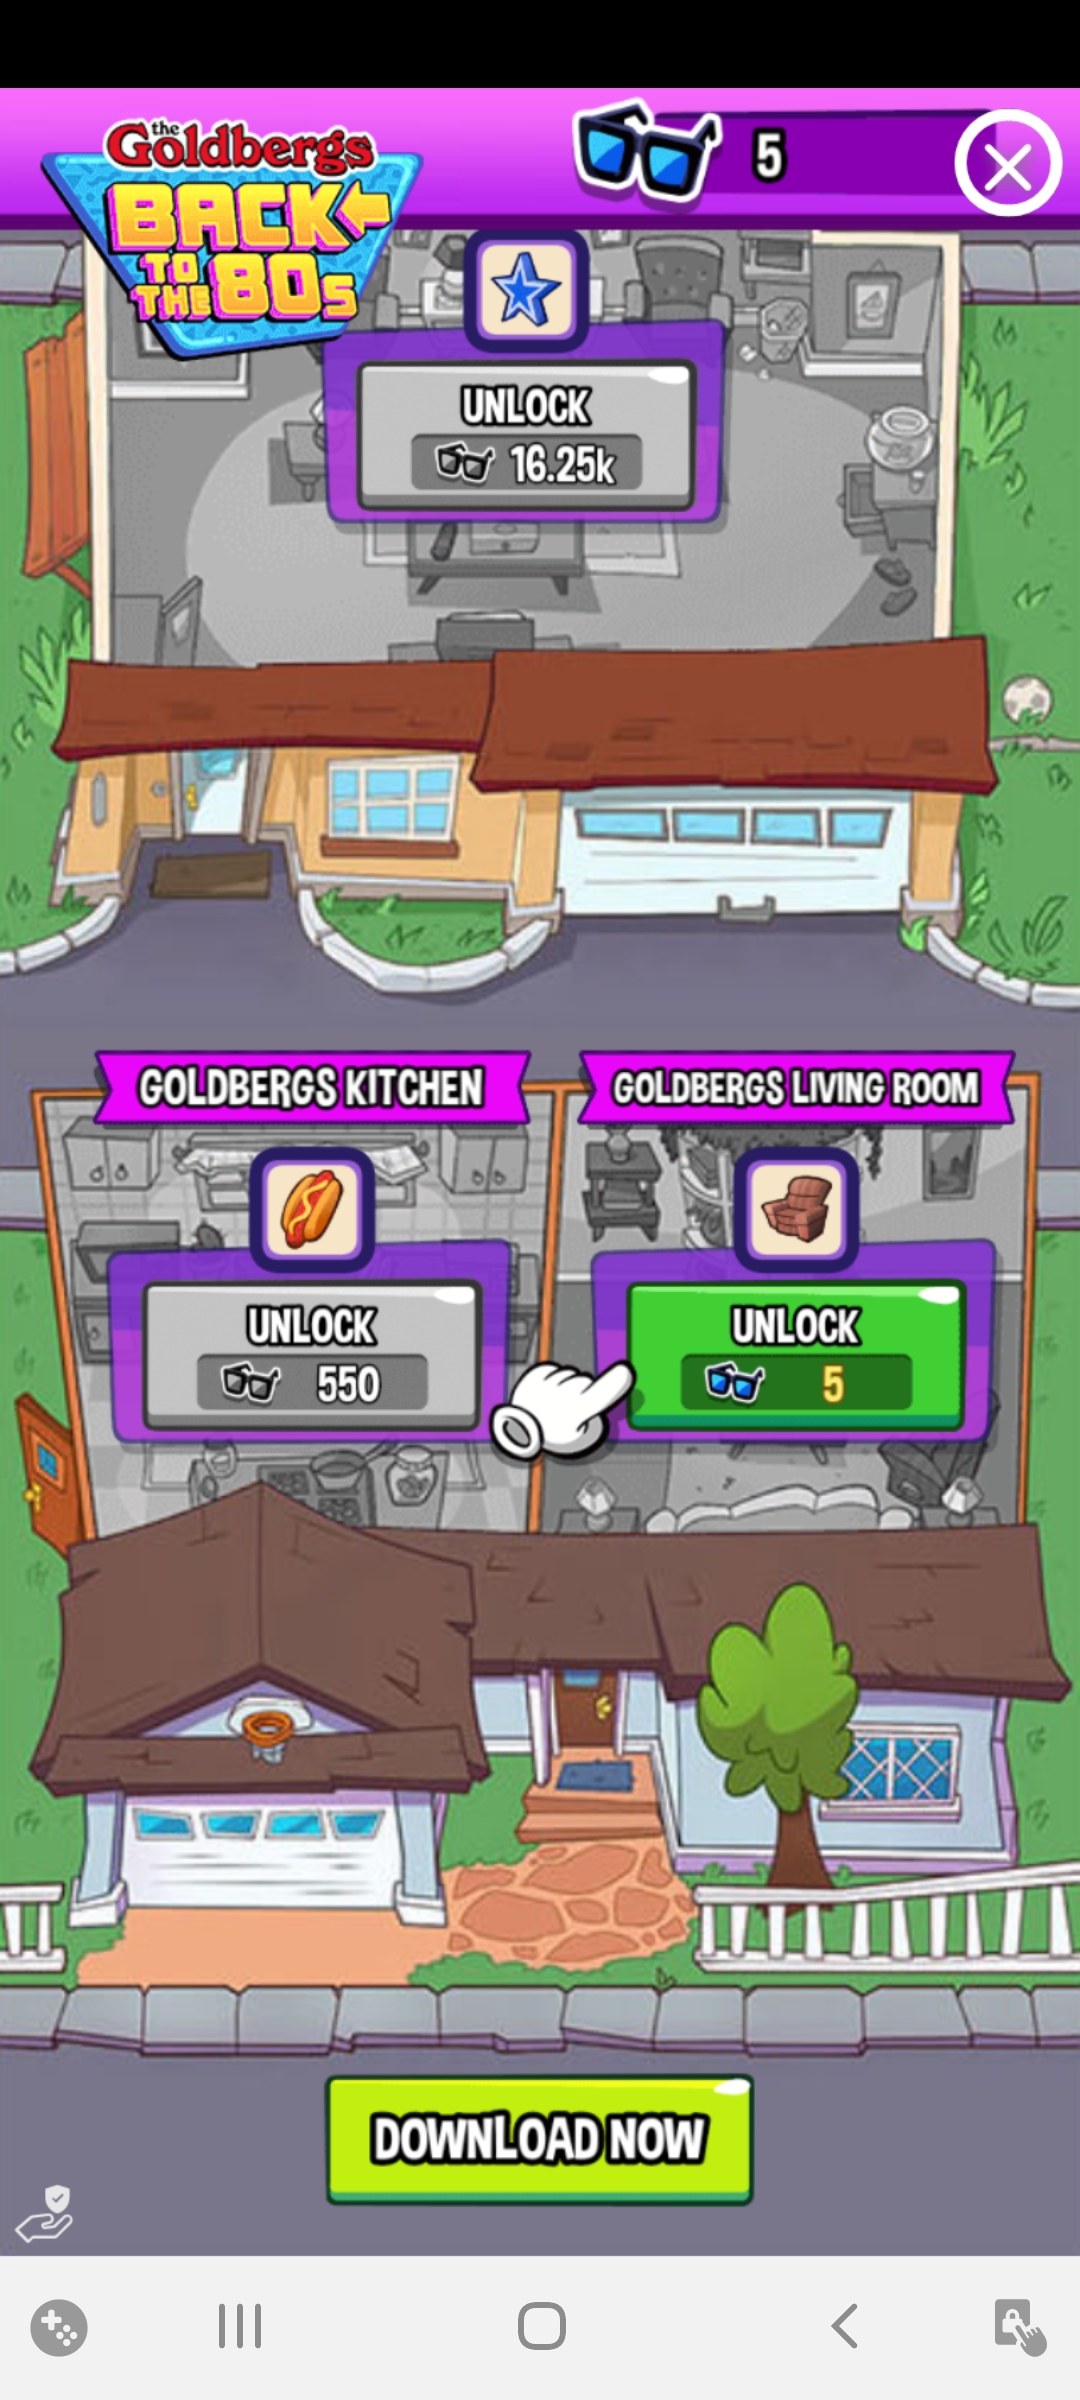 the
Goldbergs
BACK
TO
THE 80s
5
UNLOCK
16.25k
GOLDBERGS KITCHEN
GOLDBERGS LIVING ROOM
UNLOCK
550
UNLOCK
5
DOWNLOAD NOW